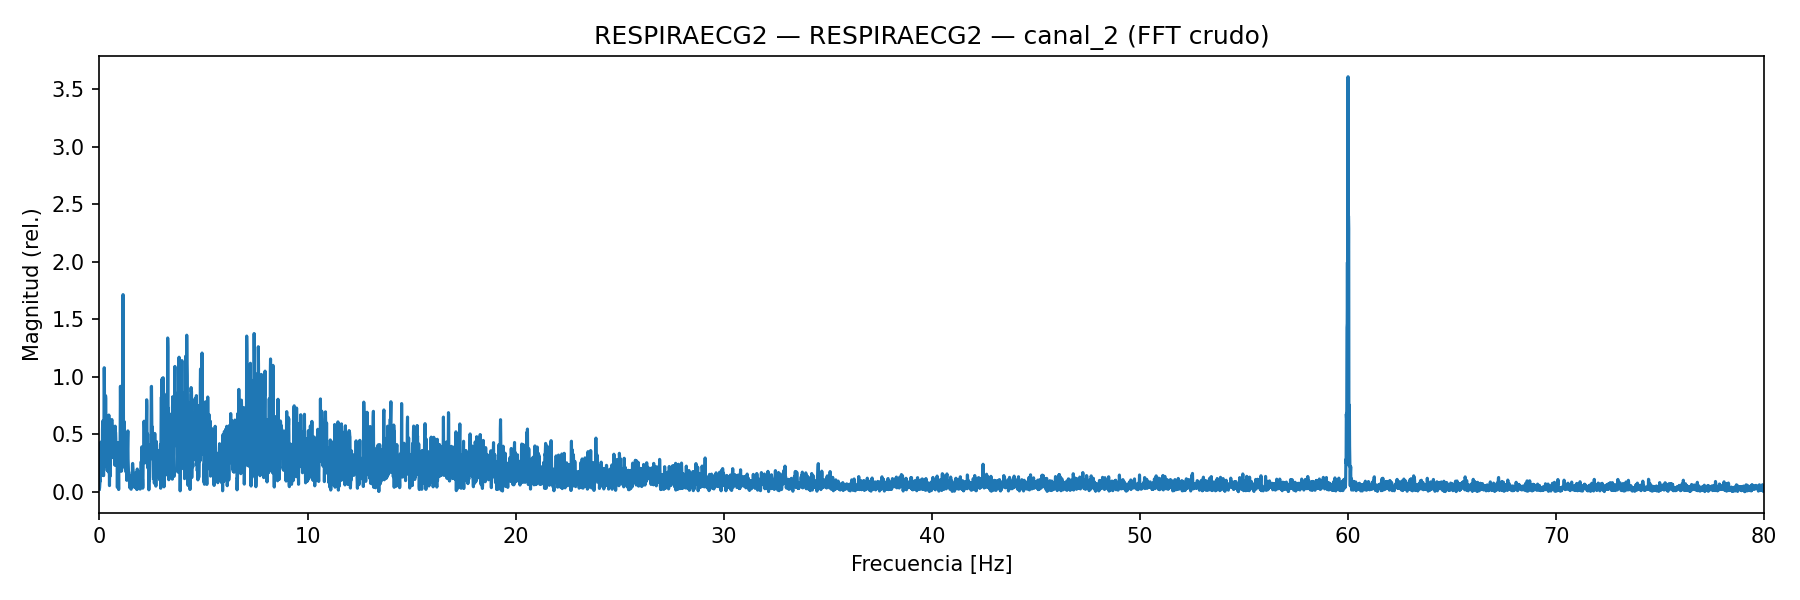 RESPIRAECG2 — RESPIRAECG2 — canal_2 (FFT crudo)
Magnitud (rel.)
3.5
3.0
2.5
2.0
1.5
1.0
0.5
0.0
0 10 20 30 40 50 60 70 80
Frecuencia [Hz]